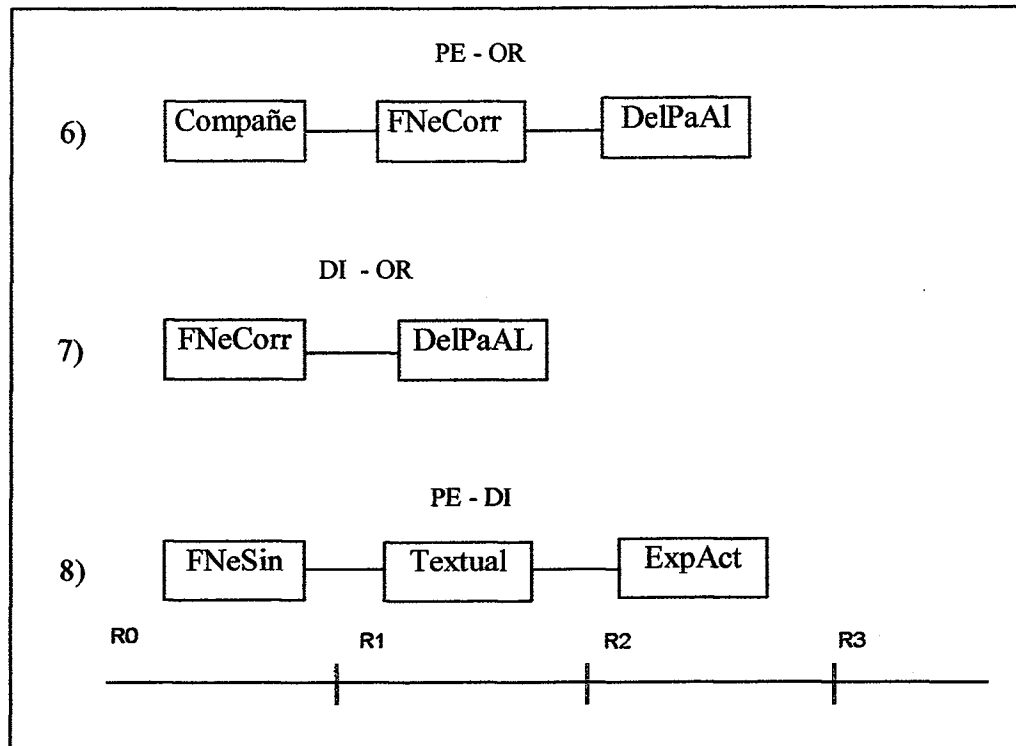 PE - OR
6) Compañe FNeCorr DelPaAl
DI - OR
7) FNeCorr DelPaAL
PE - DI
8) FNeSin Textual ExpAct
R0 R1 R2 R3